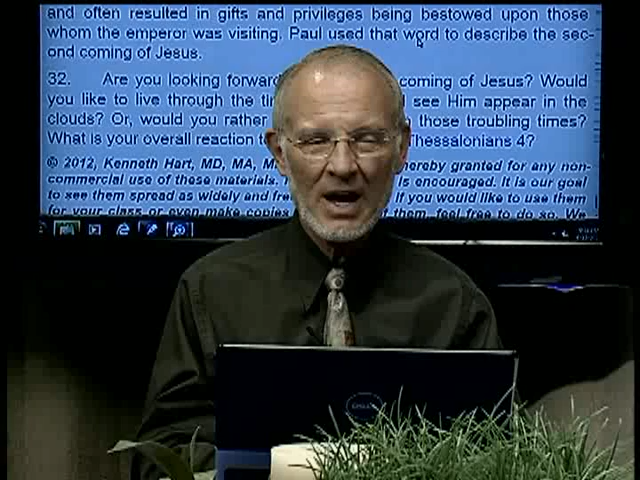 and often resulted in gifts and privileges being bestowed upon those
whom the emperor was visiting. Paul used that word to describe the sec-
ond coming of Jesus.
32. Are you looking forward coming of Jesus? Would
you like to live through the see Him appear in the
clouds? Or, would you rather those troubling times?
What is your overall reaction Thessalonians 4?
© 2012, Kenneth Hart, MD, MA, hereby granted for any non-
commercial use of these materials. is encouraged. It is our goal
to see them spread as widely and If you would like to use them
for your class or even make copies them, feel free to do so. We
DELL